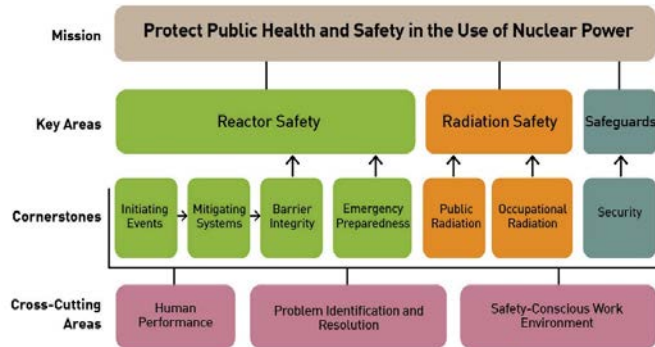 Mission
Protect Public Health and Safety in the Use of Nuclear Power
Key Areas
Reactor Safety
Radiation Safety
Safeguards
Cornerstones
Initiating
Events
Mitigating
Systems
Barrier
Integrity
Emergency
Preparedness
Public
Radiation
Occupational
Radiation
Security
Cross-Cutting
Areas
Human
Performance
Problem Identification and
Resolution
Safety-Conscious Work
Environment